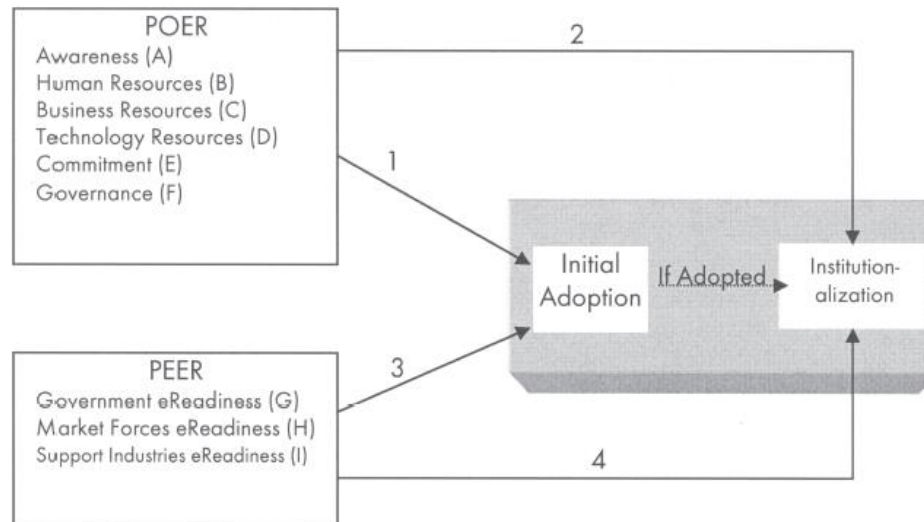 POER
Awareness (A)
Human Resources (B)
Business Resources (C)
Technology Resources (D)
Commitment (E)
Governance (F)
2
1
Initial
Adoption
If Adopted
Institution-
alization
PEER
Government eReadiness (G)
Market Forces eReadiness (H)
Support Industries eReadiness (I)
3
4